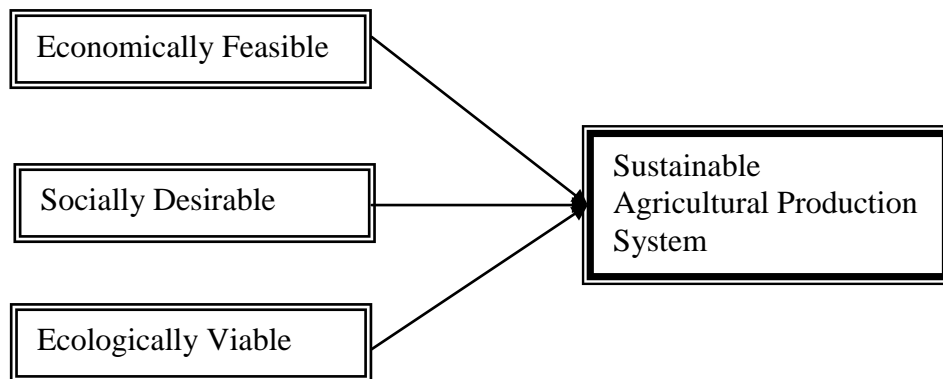 Economically Feasible
Socially Desirable
Ecologically Viable
Sustainable
Agricultural Production
System